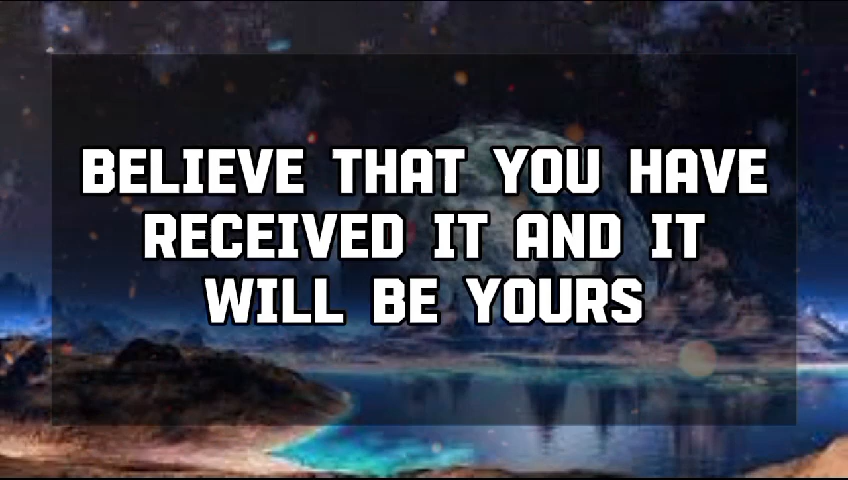 BELIEVE THAT YOU HAVE
RECEIVED IT AND IT
WILL BE YOURS